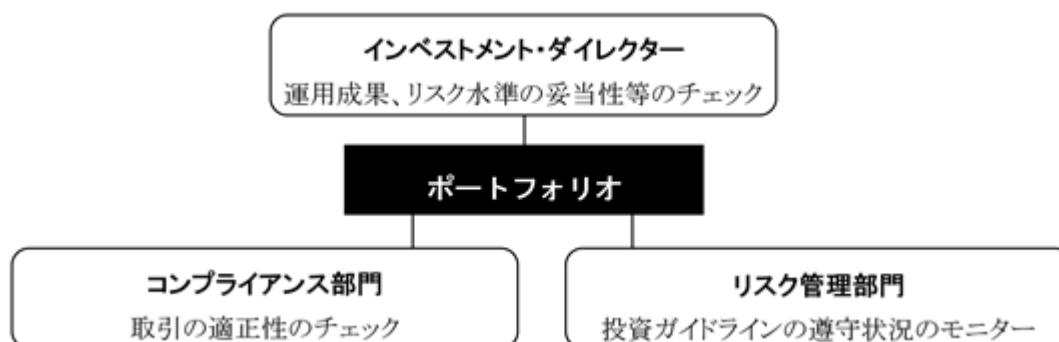 インベストメント・ダイレクター
運用成果、リスク水準の妥当性等のチェック
ポートフォリオ
コンプライアンス部門
取引の適正性のチェック
リスク管理部門
投資ガイドラインの遵守状況のモニター